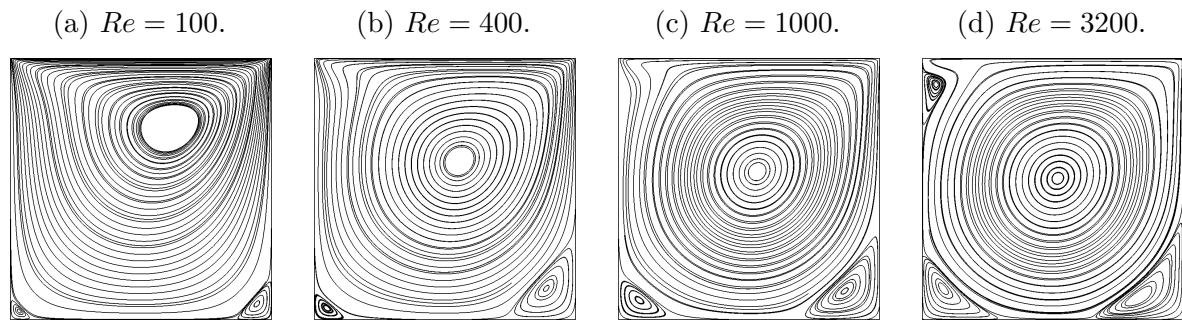 (a) Re = 100. (b) Re = 400. (c) Re = 1000. (d) Re = 3200.